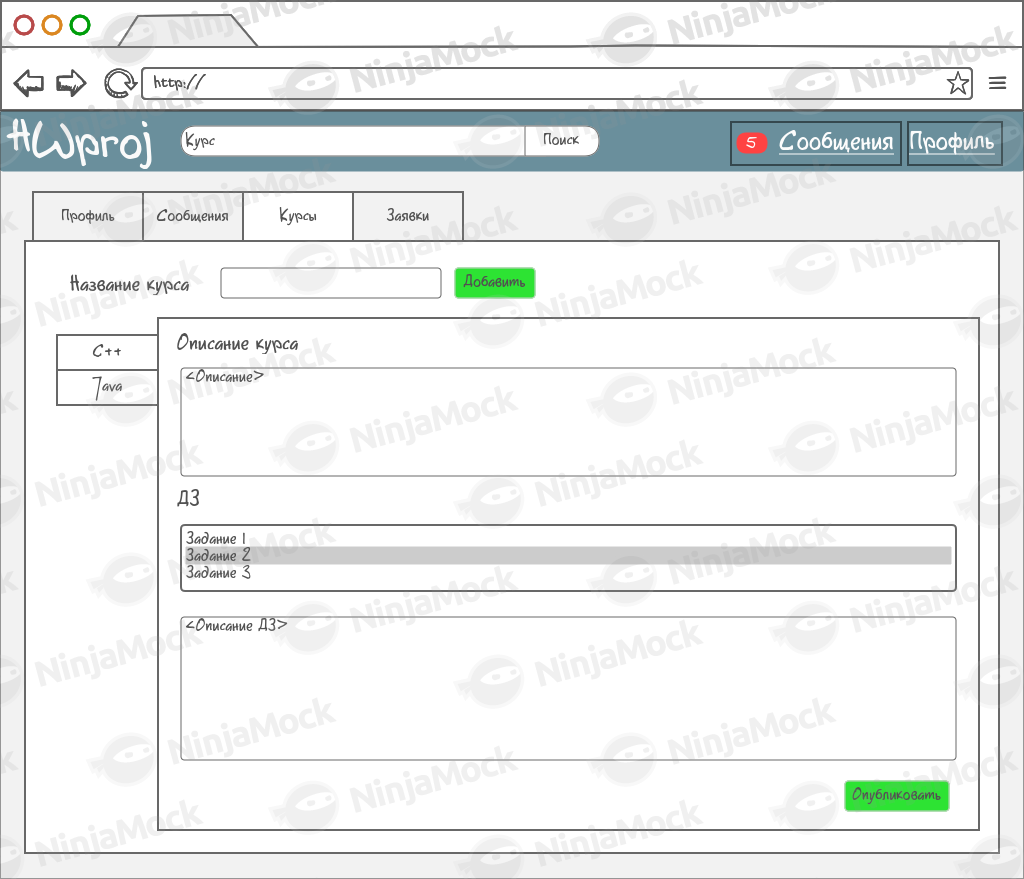 http://
HWproj
Курс
Поиск
5 Сообщения
Профиль
Профиль
Сообщения
Курсы
Заявки
Название курса
Добавить
C++
Java
Описание курса
<Описание>
ДЗ
Задание 1
Задание 2
Задание 3
<Описание ДЗ>
Опубликовать
NinjaMock